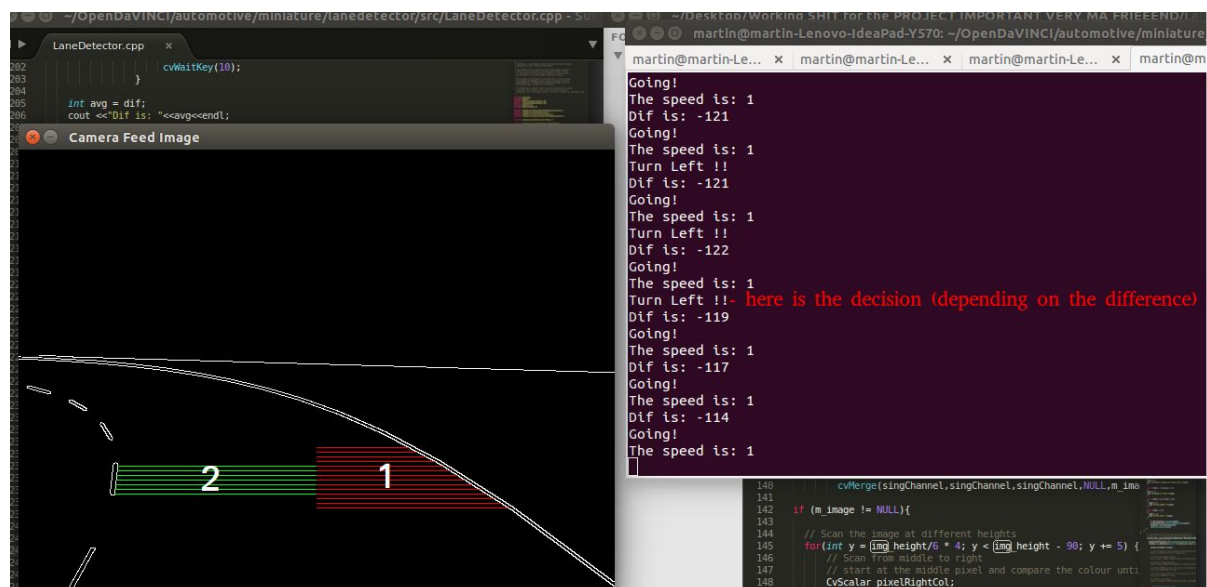 ~/OpenDaVINCI/automotive/miniature/lanedetector/src/LaneDetector.cpp - Su
LaneDetector.cpp ×
202 cvWaitKey(10);
203 }
204
205 int avg = dif;
206 cout <<"Dif is: "<<avg<<endl;
Camera Feed Image
2
1
~/Desktop/Working SHIT for the PROJECT IMPORTANT VERY MA FRIEEEND/La
FO
martin@martin-Lenovo-IdeaPad-Y570: ~/OpenDaVINCI/automotive/miniature
martin@martin-Le... × martin@martin-Le... × martin@martin-Le... × martin@m
Going!
The speed is: 1
Dif is: -121
Going!
The speed is: 1
Turn Left !!
Dif is: -121
Going!
The speed is: 1
Turn Left !!
Dif is: -122
Going!
The speed is: 1
Turn Left !!- here is the decision (depending on the difference)
Dif is: -119
Going!
The speed is: 1
Dif is: -117
Going!
The speed is: 1
Dif is: -114
Going!
The speed is: 1
140 cvMerge(singChannel,singChannel,singChannel,NULL,m_ima
141
142 if (m_image != NULL){
143
144 // Scan the image at different heights
145 for(int y = img_height/6 * 4; y < img_height - 90; y += 5) {
146 // Scan from middle to right
147 // start at the middle pixel and compare the colour unti
148 CvScalar pixelRightCol;